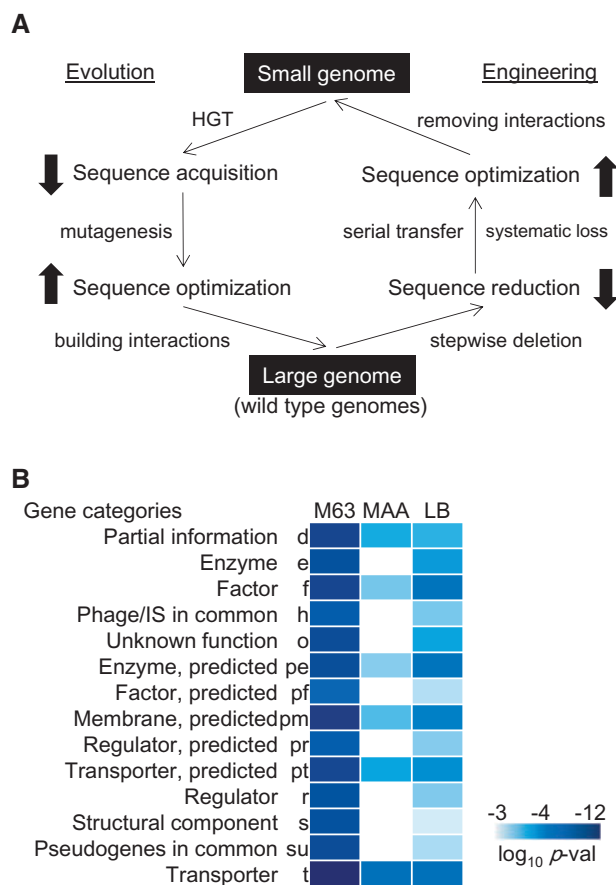 A
Evolution
Small genome
Engineering
HGT
removing interactions
Sequence acquisition
Sequence optimization
mutagenesis
serial transfer
systematic loss
Sequence optimization
Sequence reduction
building interactions
stepwise deletion
Large genome
(wild type genomes)
B
Gene categories M63 MAA LB
Partial information d
Enzyme e
Factor f
Phage/IS in common h
Unknown function o
Enzyme, predicted pe
Factor, predicted pf
Membrane, predicted pm
Regulator, predicted pr
Transporter, predicted pt
Regulator r
Structural component s
Pseudogenes in common su
Transporter t
-3 -4 -12
log10 p-val